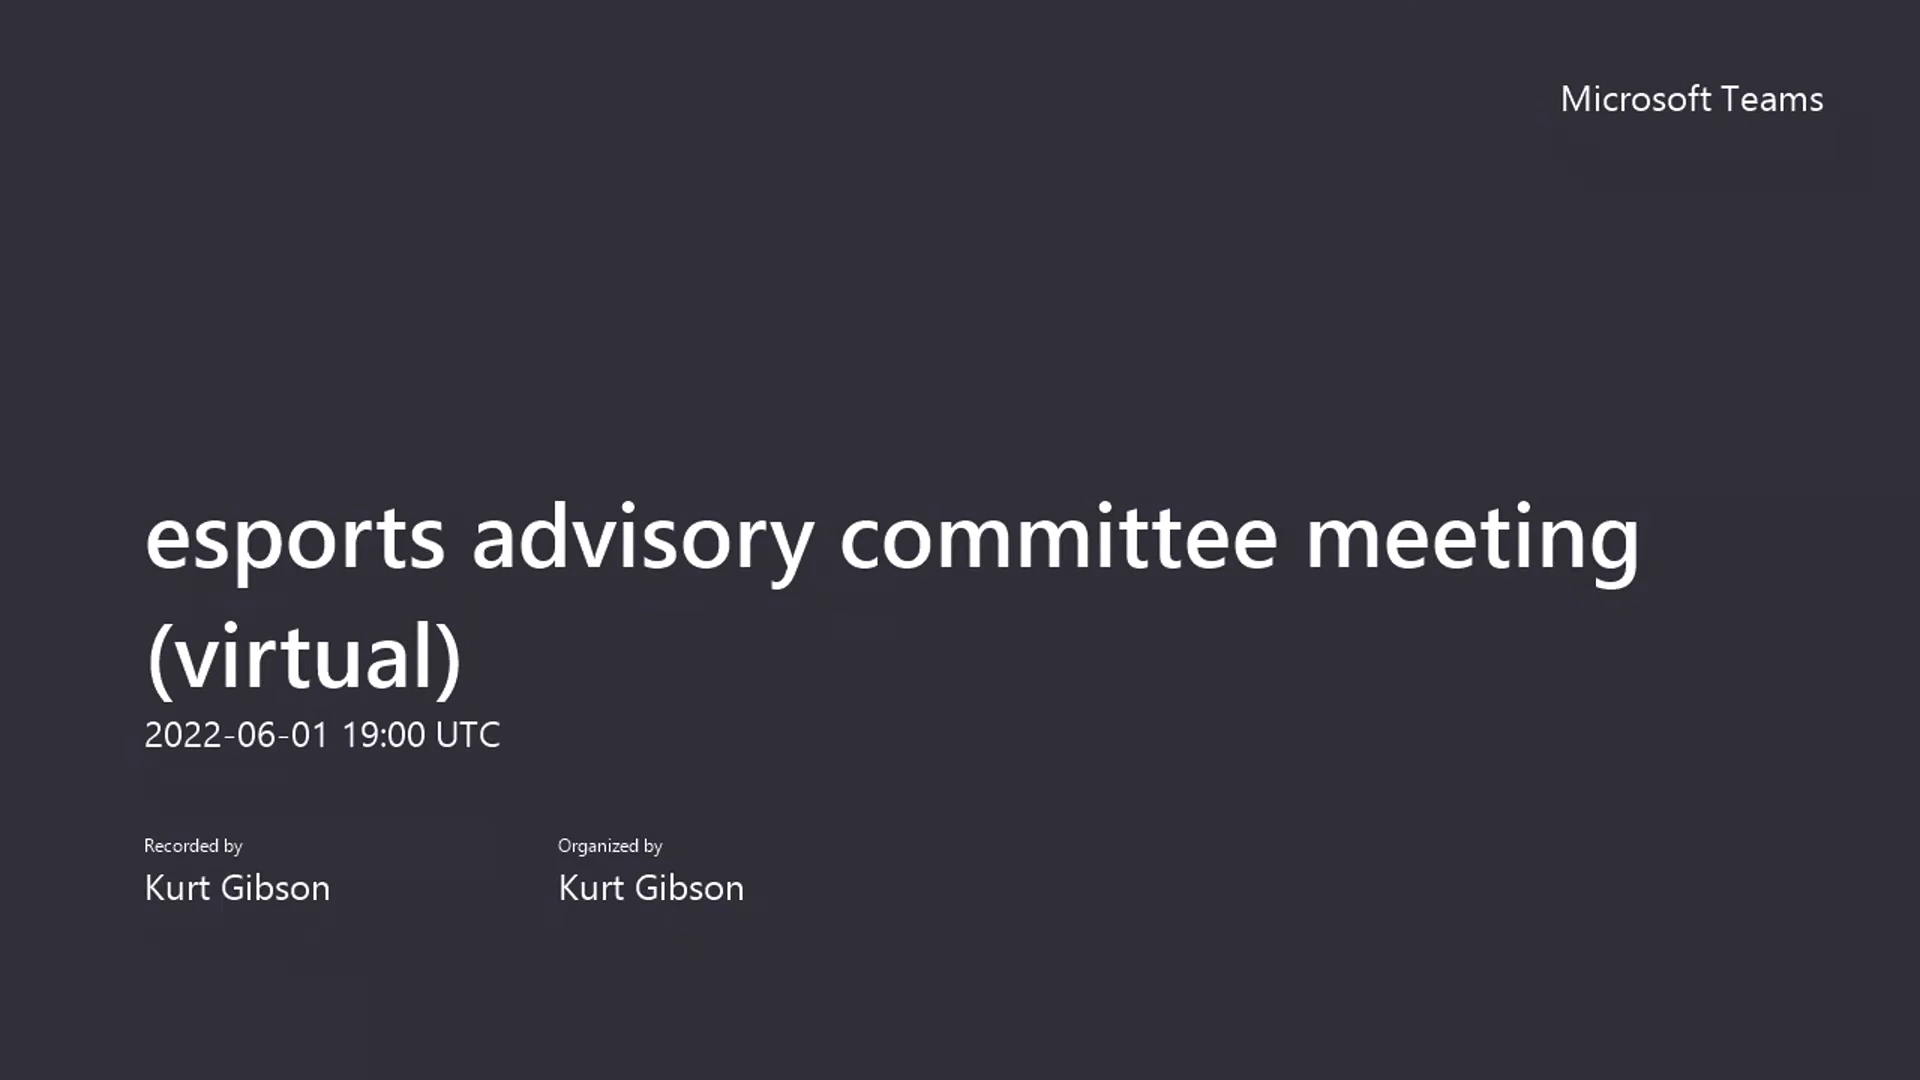 Microsoft Teams
esports advisory committee meeting
(virtual)
2022-06-01 19:00 UTC
Recorded by
Kurt Gibson
Organized by
Kurt Gibson